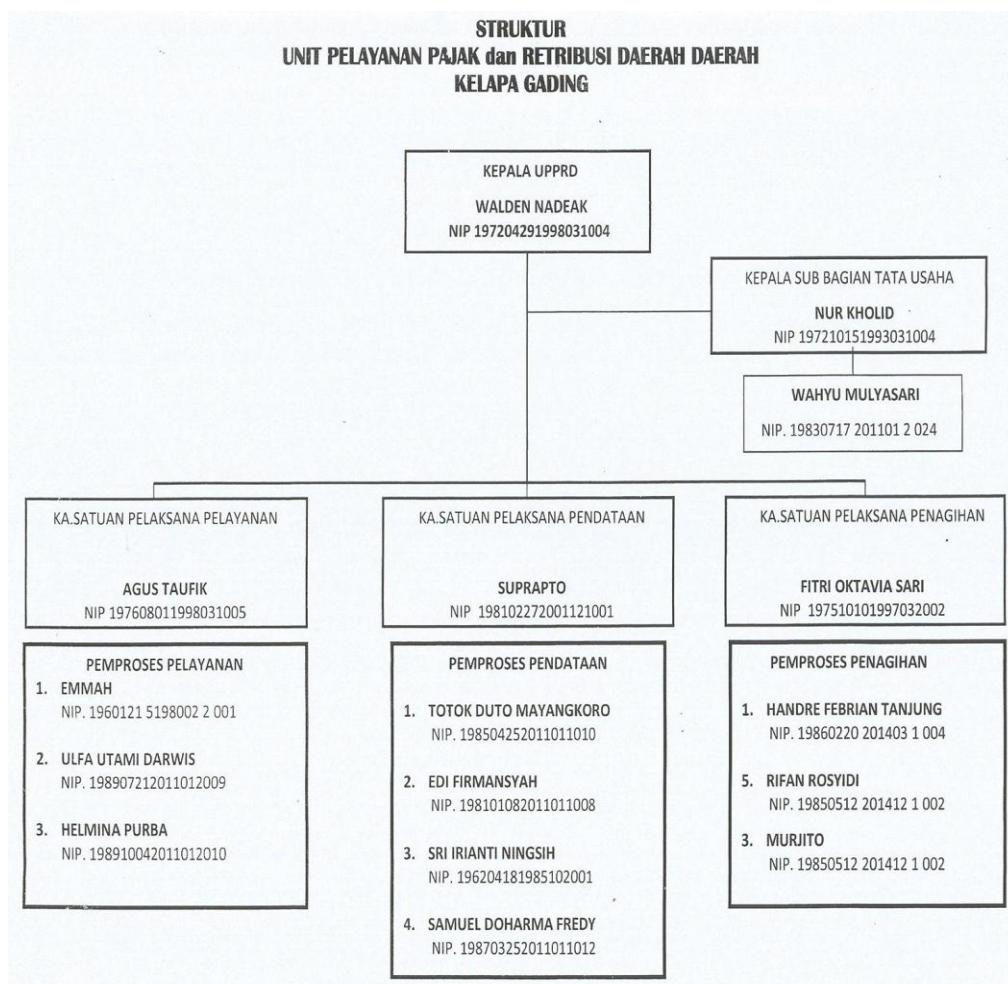 STRUKTUR
UNIT PELAYANAN PAJAK dan RETRIBUSI DAERAH DAERAH
KELAPA GADING
KEPALA UPPRD
WALDEN NADEAK
NIP 197204291998031004
KEPALA SUB BAGIAN TATA USAHA
NUR KHOLID
NIP 197210151993031004
WAHYU MULYASARI
NIP. 19830717 201101 2 024
KA.SATUAN PELAKSANA PELAYANAN
AGUS TAUFIK
NIP 197608011998031005
KA.SATUAN PELAKSANA PENDATAAN
SUPRAPTO
NIP 198102272001121001
KA.SATUAN PELAKSANA PENAGIHAN
FITRI OKTAVIA SARI
NIP 197510101997032002
PEMPROSES PELAYANAN
1. EMMAH
NIP. 1960121 5198002 2 001
2. ULFA UTAMI DARWIS
NIP. 198907212011012009
3. HELMINA PURBA
NIP. 198910042011012010
PEMPROSES PENDATAAN
1. TOTOK DUTO MAYANGKORO
NIP. 198504252011011010
2. EDI FIRMANSYAH
NIP. 198101082011011008
3. SRI IRIANTI NINGSIH
NIP. 196204181985102001
4. SAMUEL DOHARMA FREDY
NIP. 198703252011011012
PEMPROSES PENAGIHAN
1. HANDRE FEBRIAN TANJUNG
NIP. 19860220 201403 1 004
5. RIFAN ROSYIDI
NIP. 19850512 201412 1 002
3. MURJITO
NIP. 19850512 201412 1 002